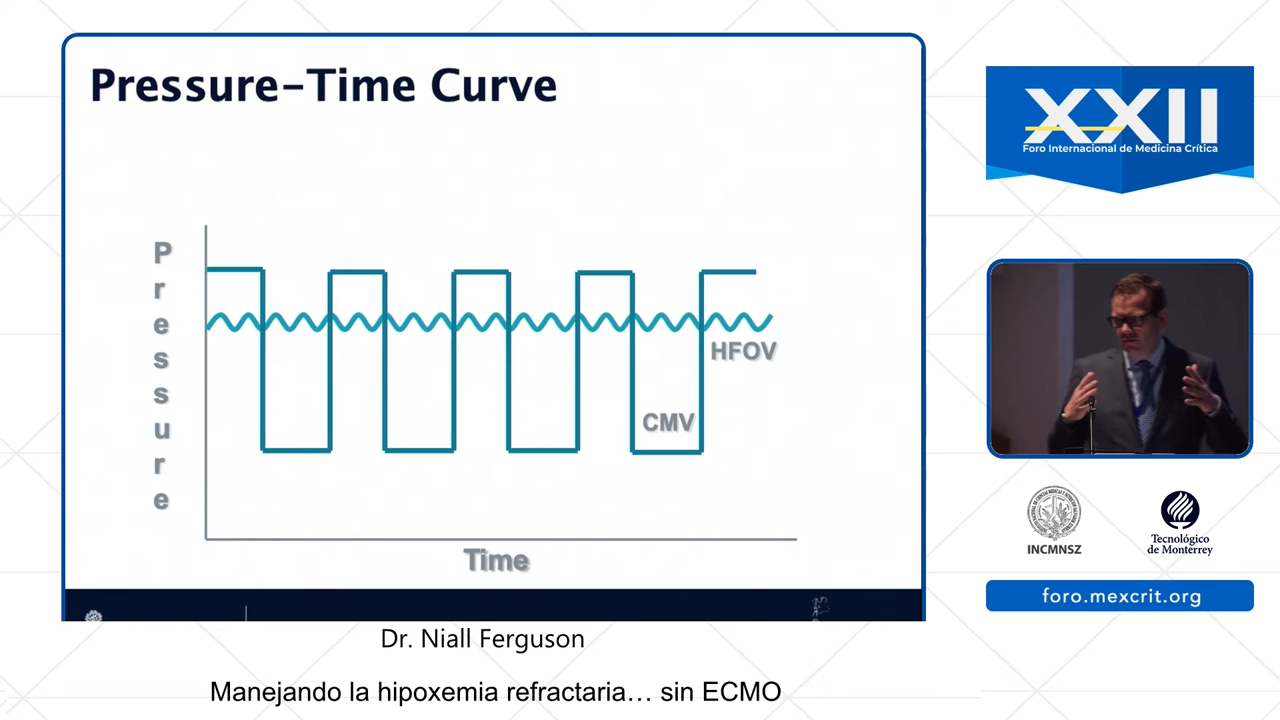 Pressure-Time Curve
P
r
e
s
s
u
r
e
HFOV
CMV
Time
XXII
Foro Internacional de Medicina Crítica
INCMNSZ
Tecnológico
de Monterrey
foro.mexcrit.org
Dr. Niall Ferguson
Manejando la hipoxemia refractaria... sin ECMO